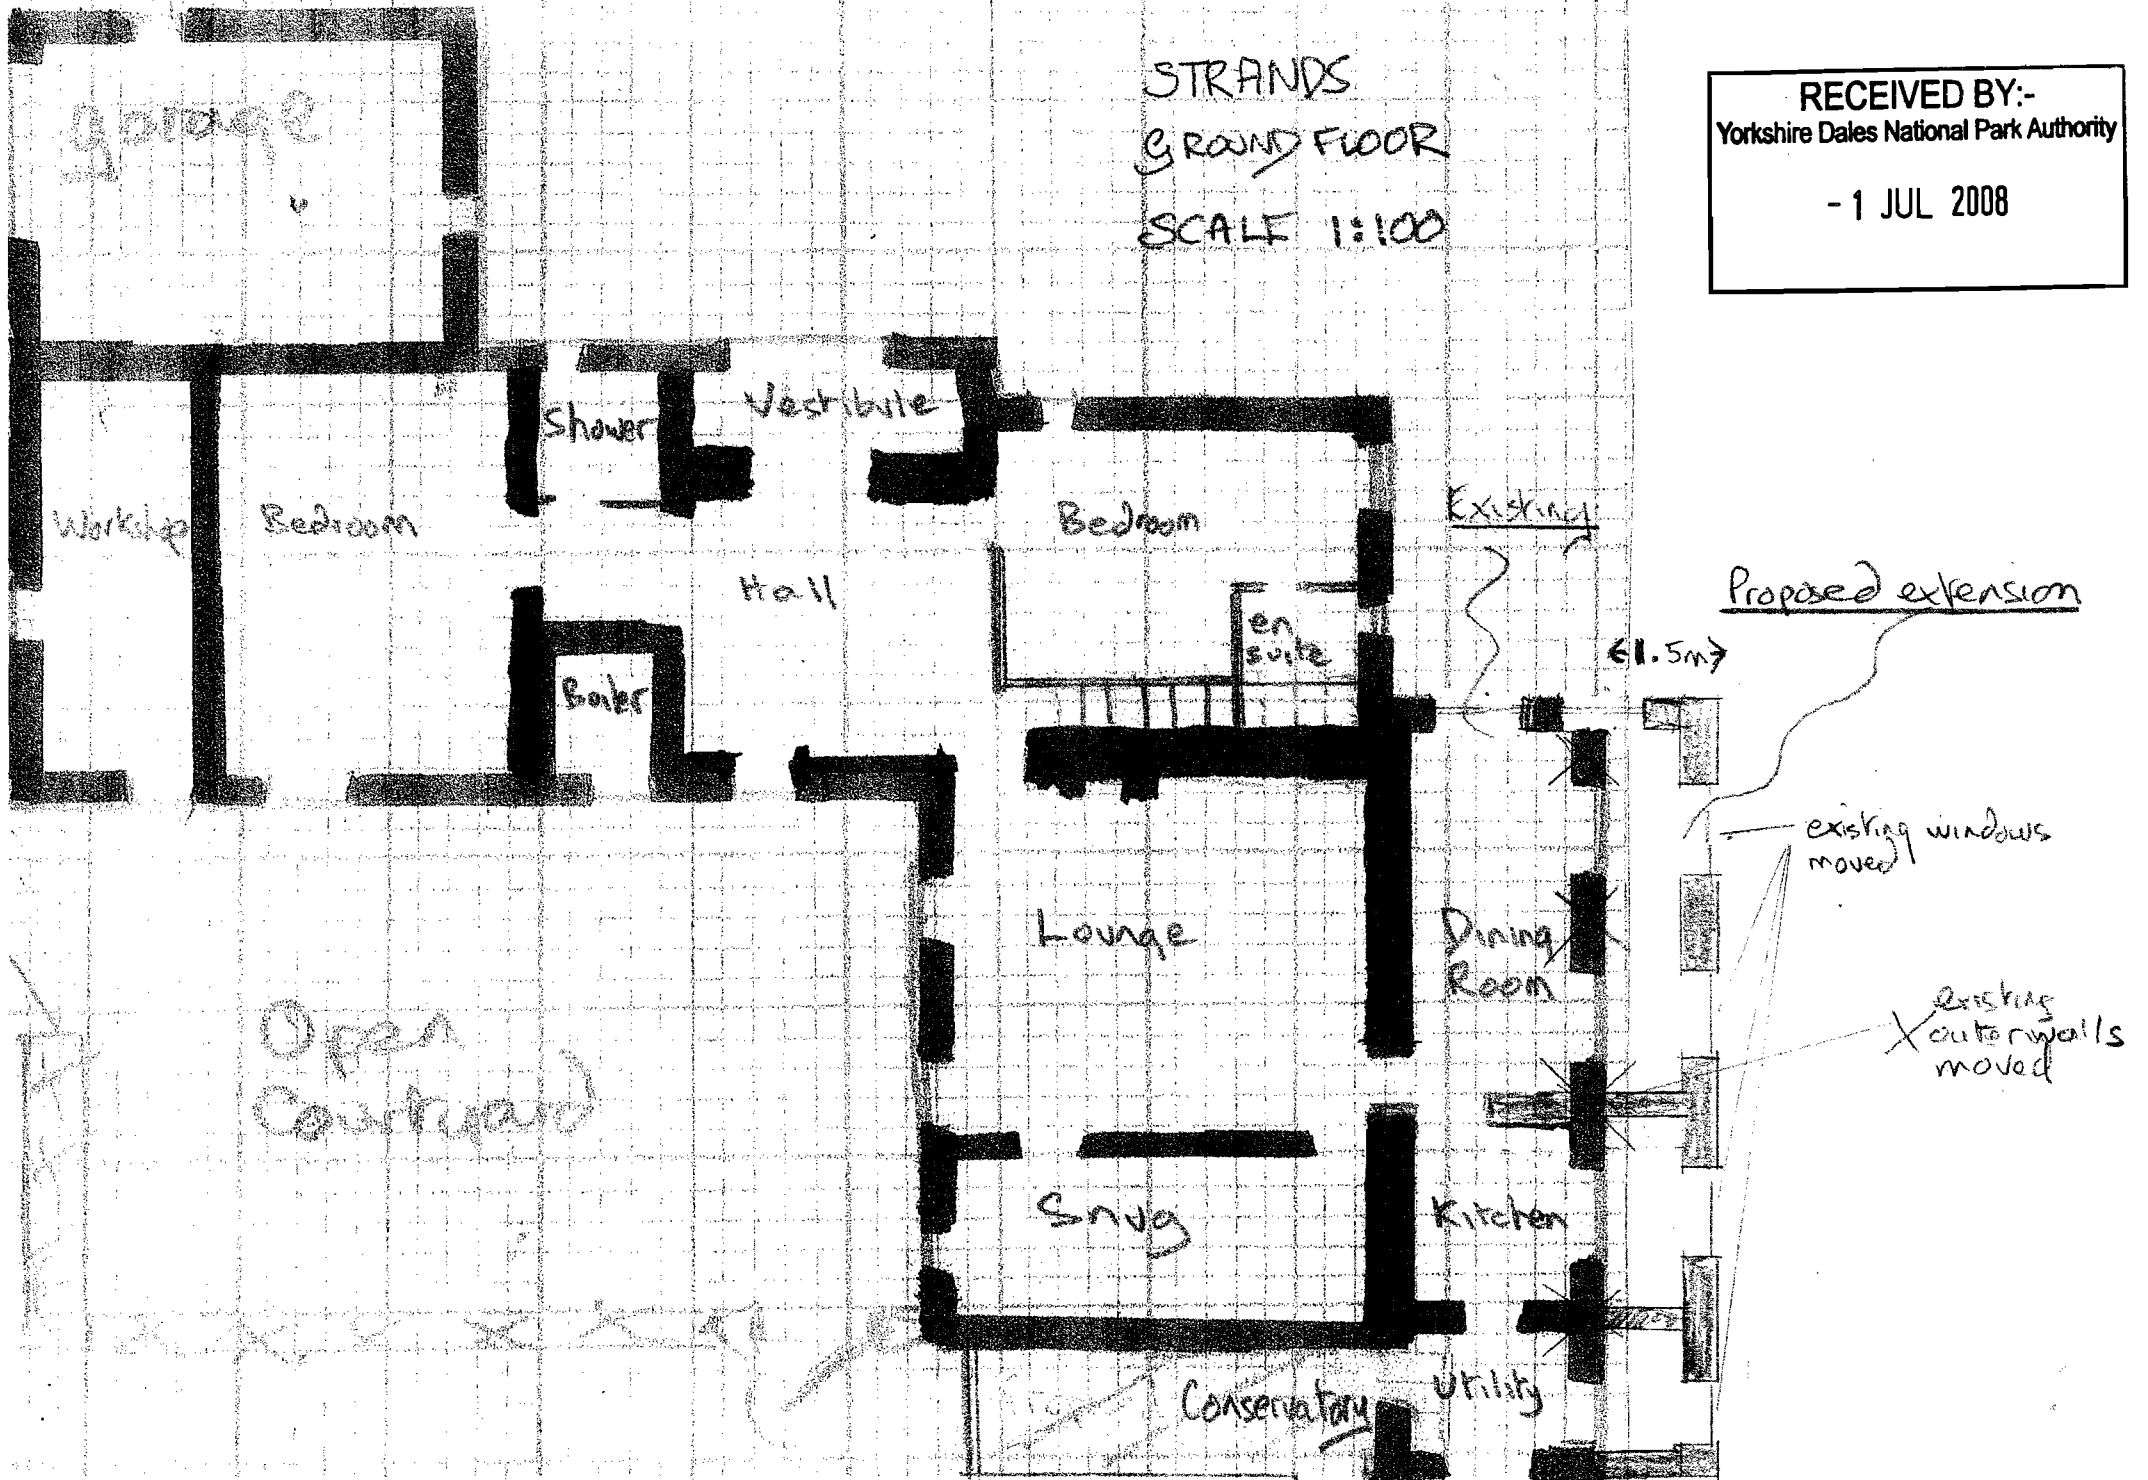 garage
STRANDS
GROUND FLOOR
SCALE 1:100
RECEIVED BY:-
Yorkshire Dales National Park Authority
- 1 JUL 2008
Shower
Vestibule
Workshop
Bedroom
Bedroom
Existing
Hall
Proposed extension
en
suite
1.5m
Boiler
existing windows
moved
Lounge
Dining
Room
existing
X outerwalls
moved
Open
Courtyard
Snug
Kitchen
Conservatory
Utility